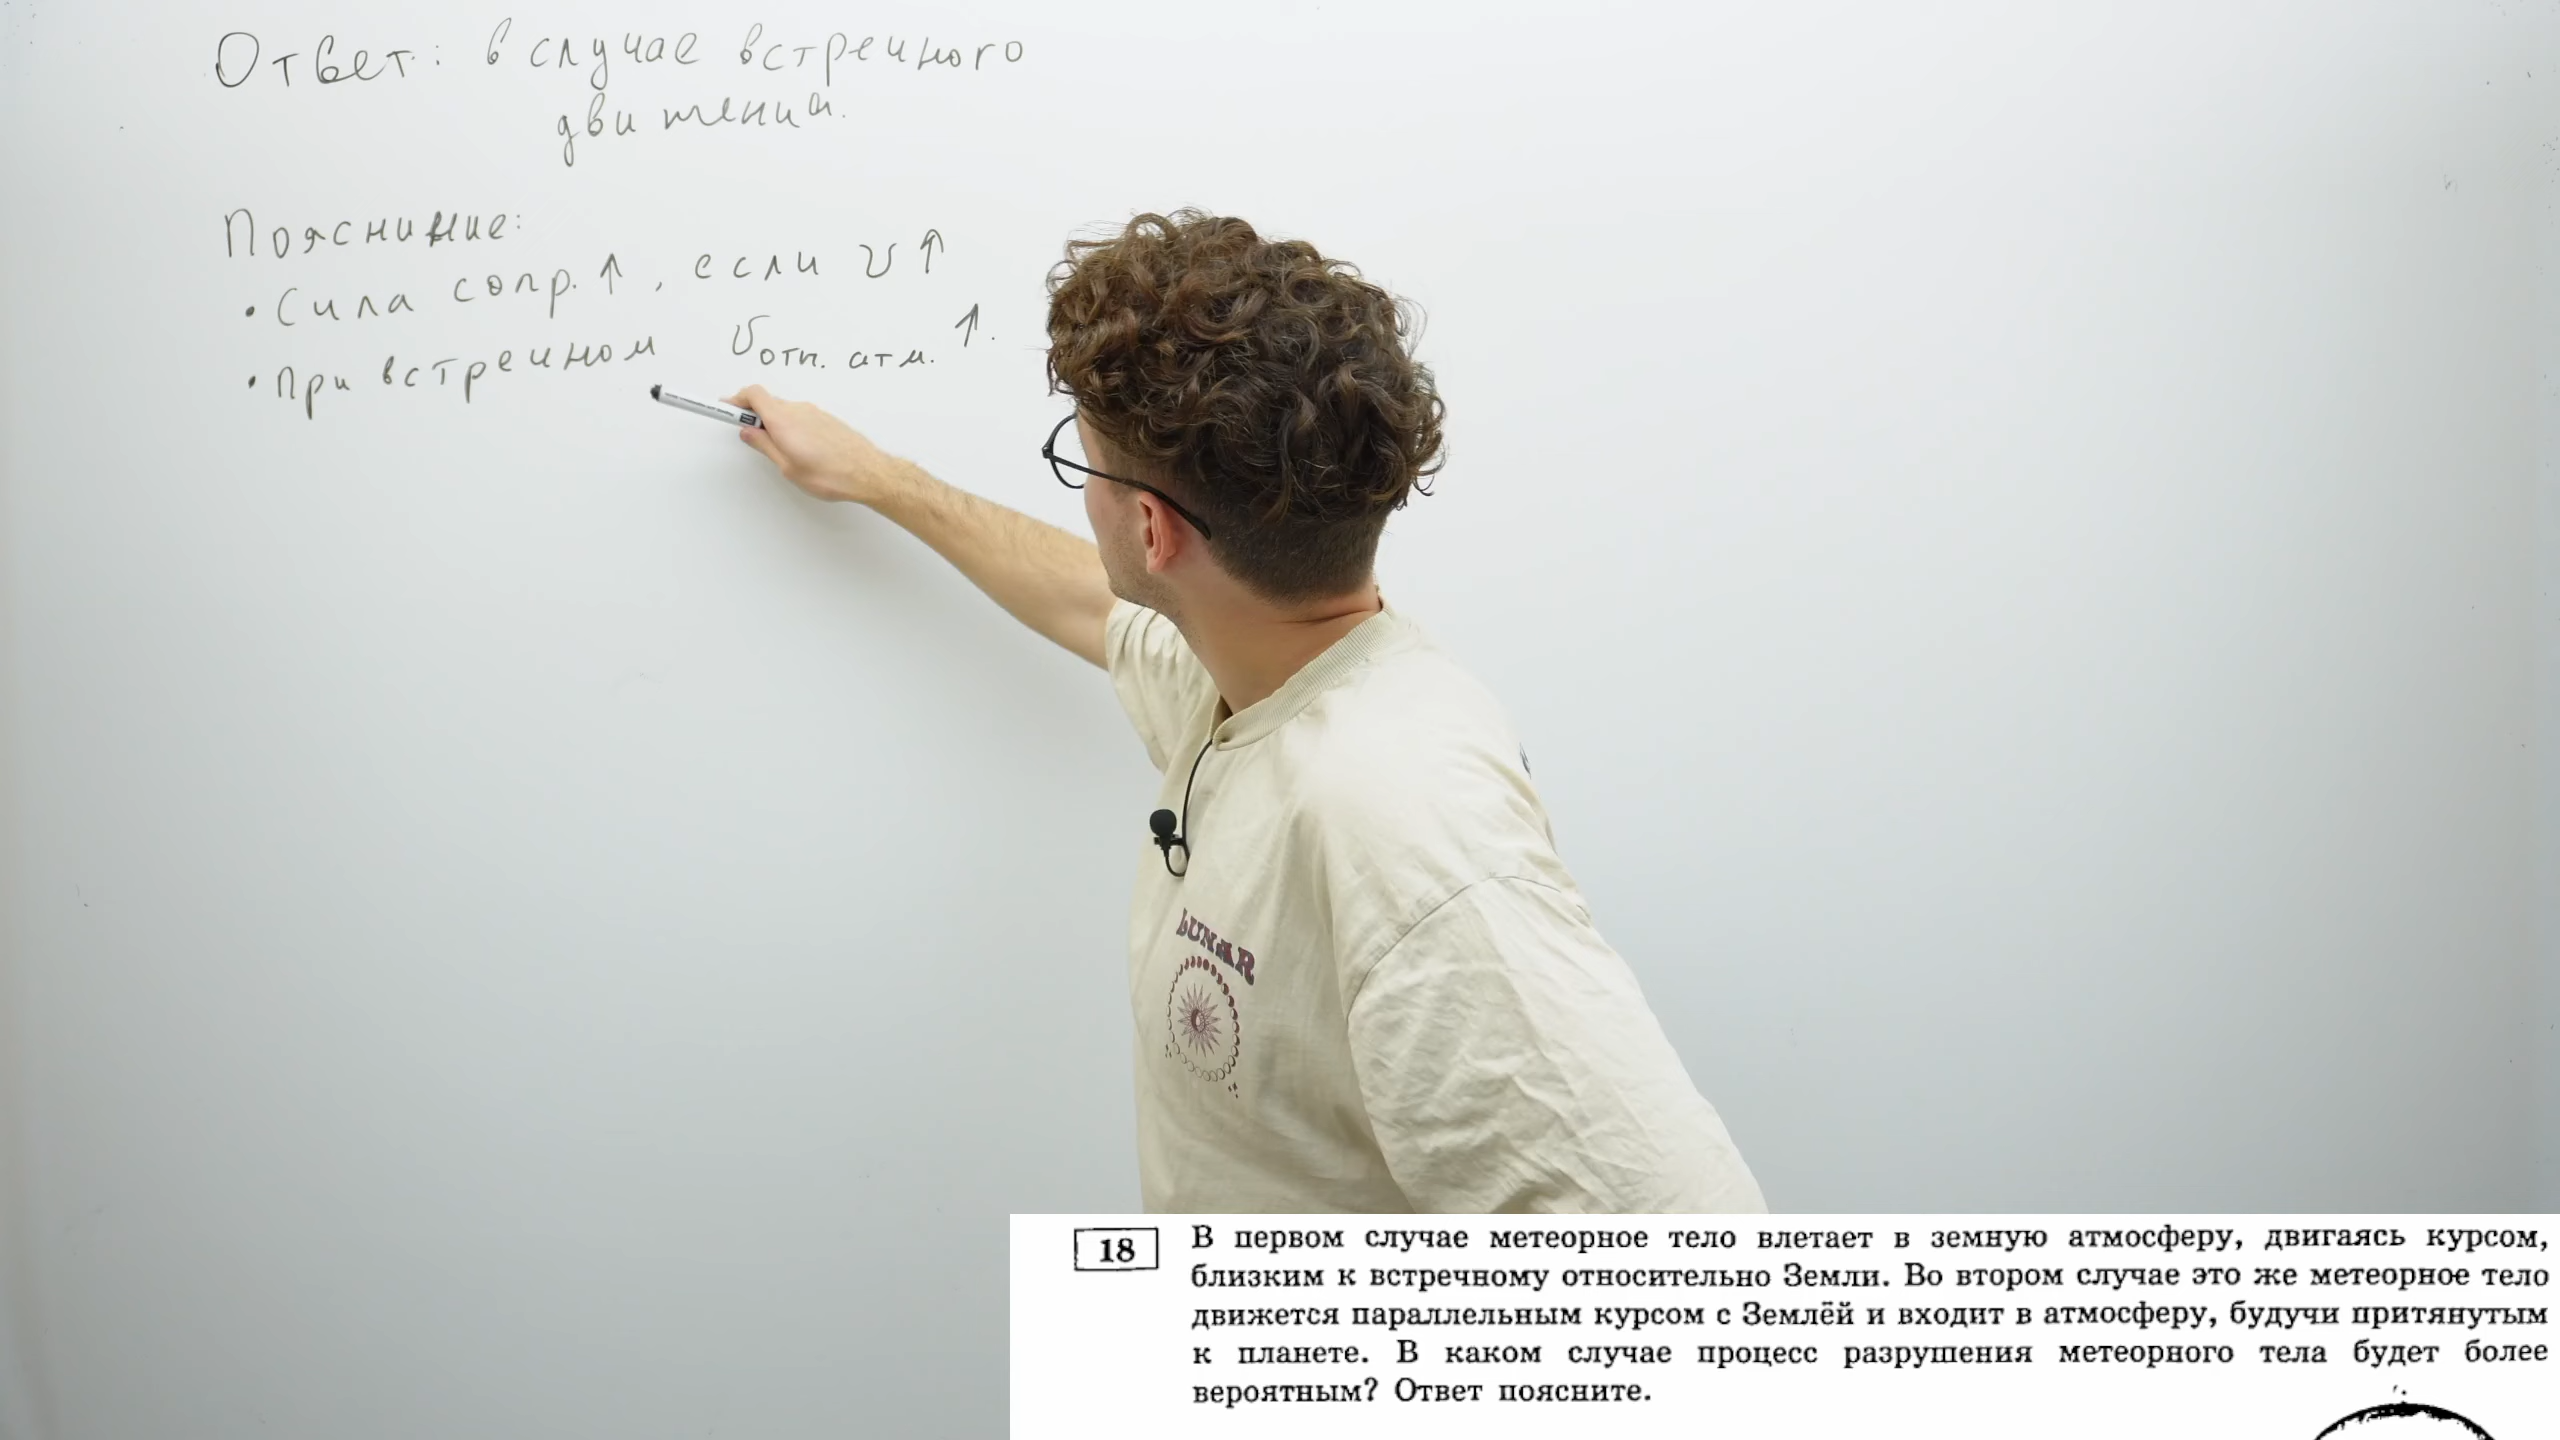 Ответ: в случае встречного
движения.
Поясниние:
• Сила сопр. ↑, если υ ↑
• При встречном υотн. атм. ↑.
LUNAR
18
В первом случае метеорное тело влетает в земную атмосферу, двигаясь курсом,
близким к встречному относительно Земли. Во втором случае это же метеорное тело
движется параллельным курсом с Землёй и входит в атмосферу, будучи притянутым
к планете. В каком случае процесс разрушения метеорного тела будет более
вероятным? Ответ поясните.